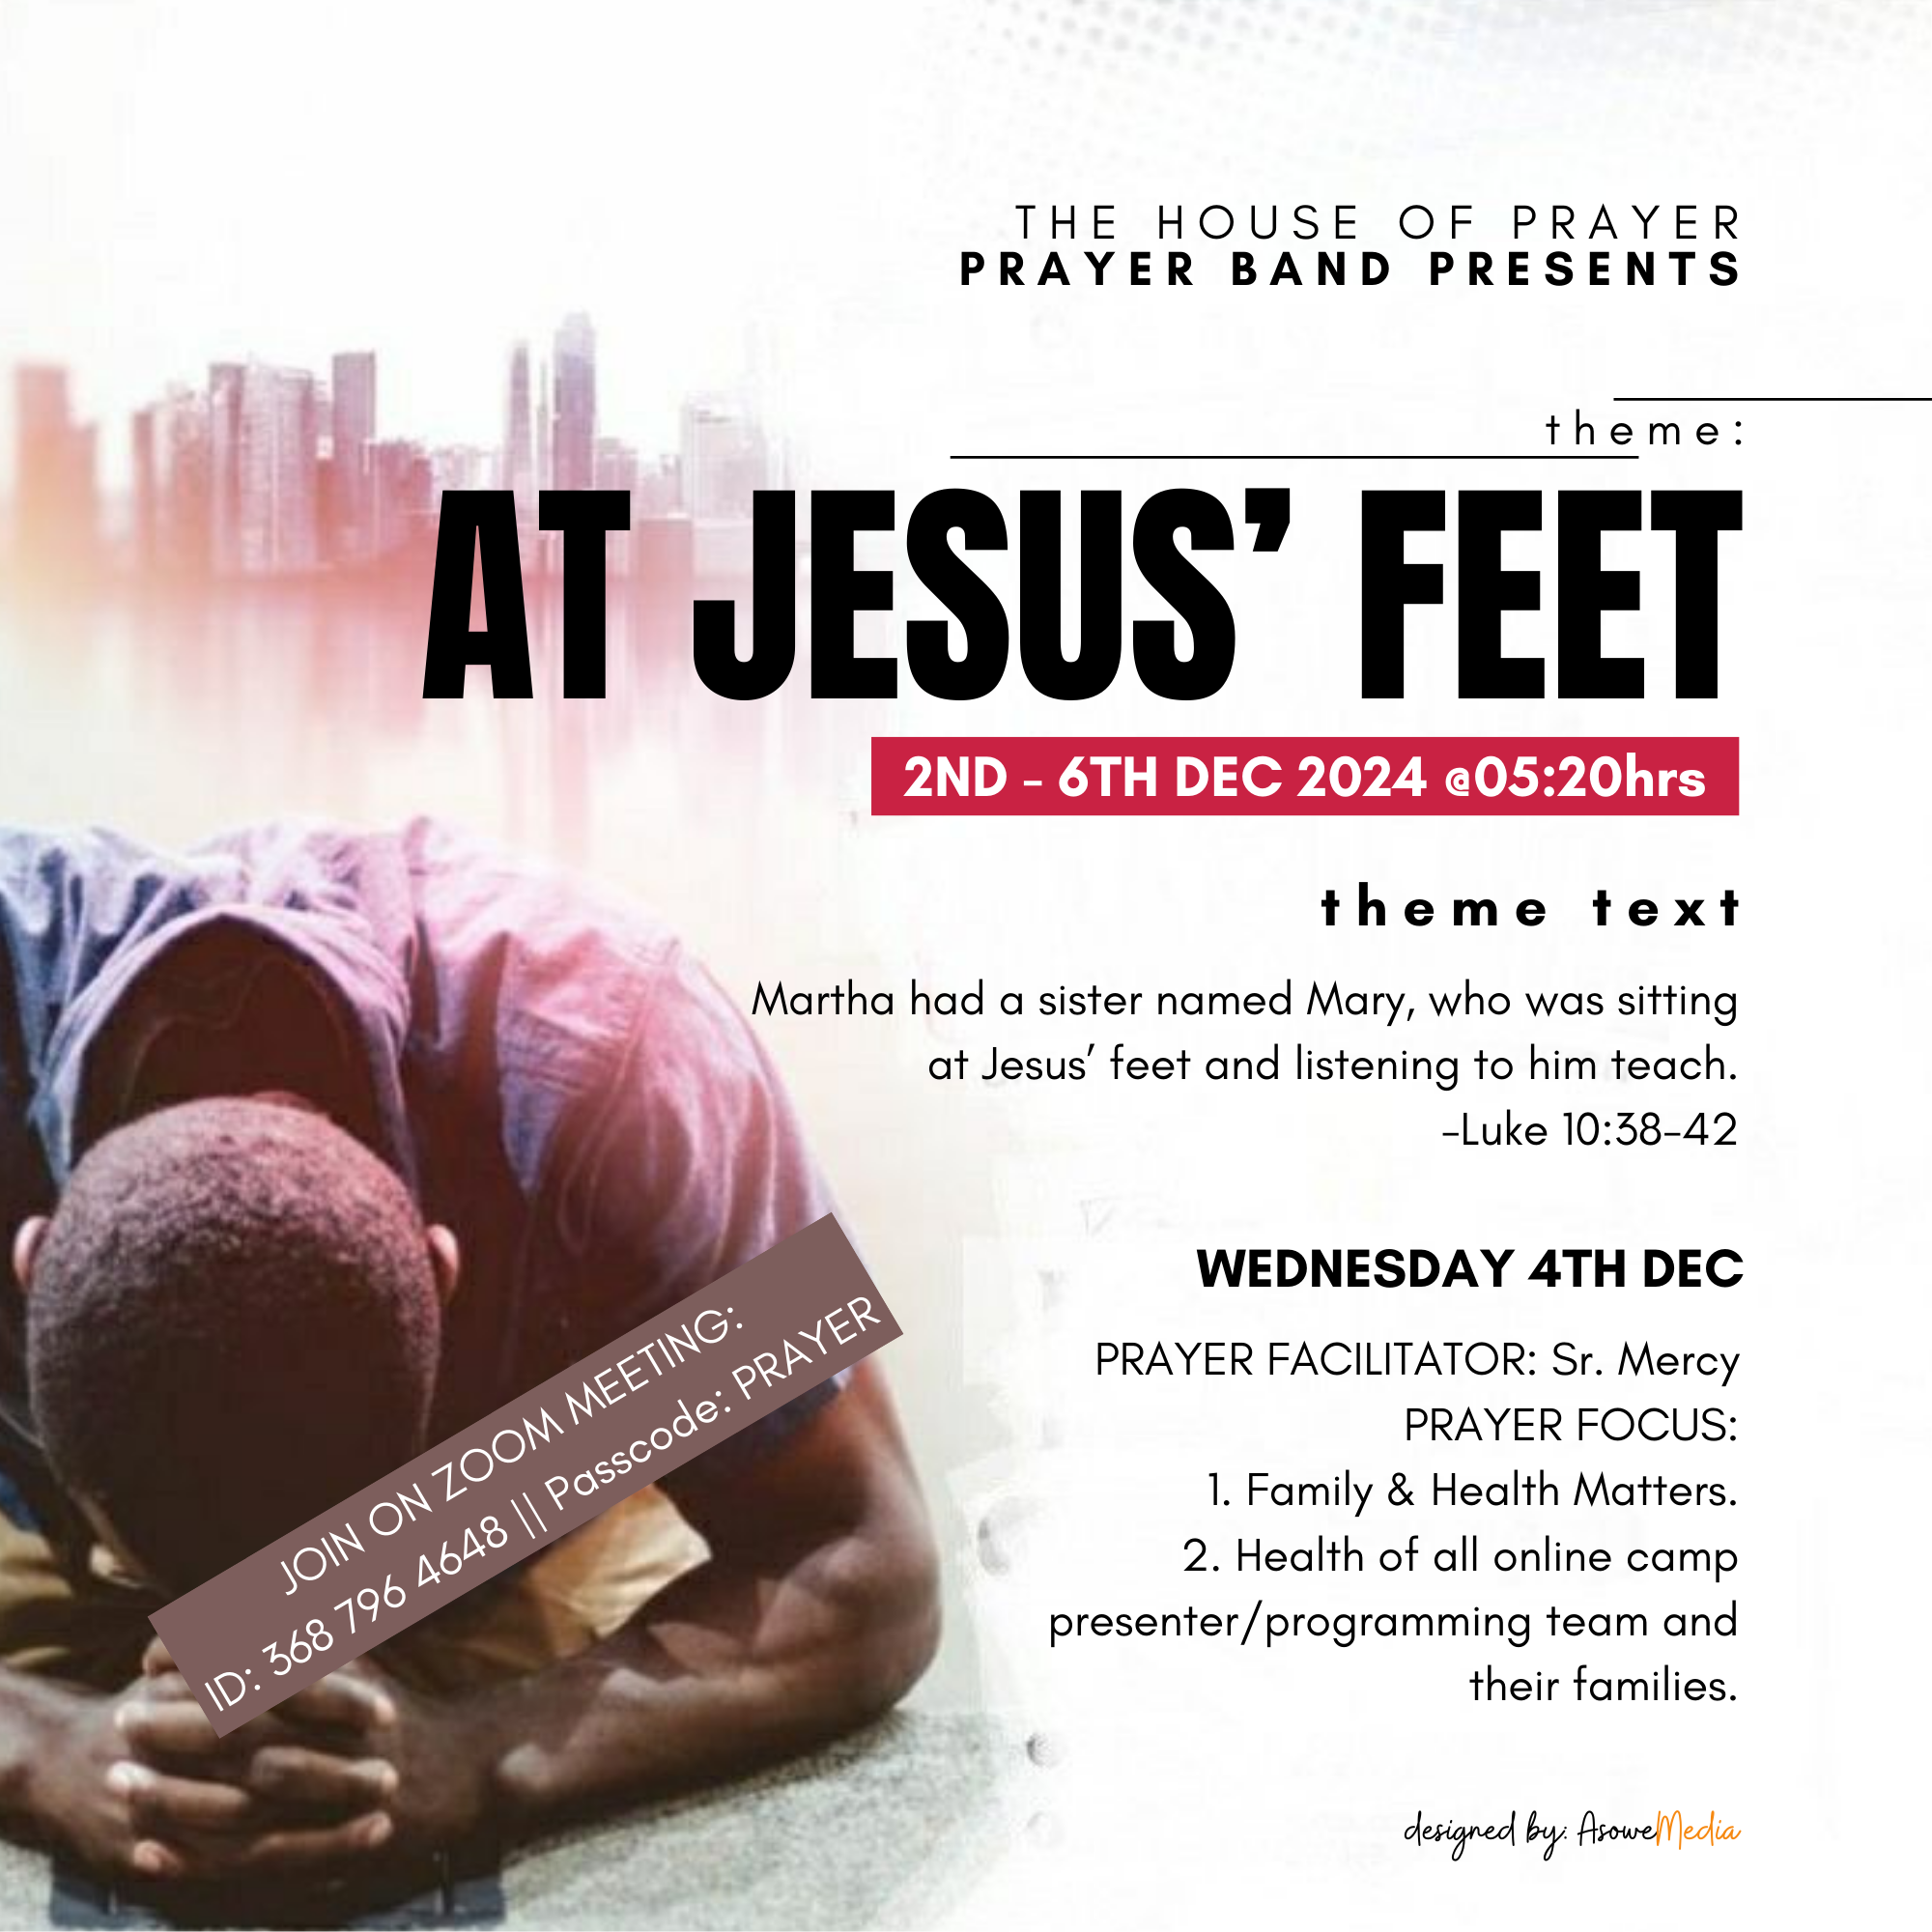 THE HOUSE OF PRAYER
PRAYER BAND PRESENTS
theme:
AT JESUS’ FEET
2ND - 6TH DEC 2024 @05:20hrs
theme text
Martha had a sister named Mary, who was sitting
at Jesus’ feet and listening to him teach.
-Luke 10:38-42
WEDNESDAY 4TH DEC
PRAYER FACILITATOR: Sr. Mercy
PRAYER FOCUS:
1. Family & Health Matters.
2. Health of all online camp
presenter/programming team and
their families.
JOIN ON ZOOM MEETING:
ID: 368 796 4648 || Passcode: PRAYER
designed by: AsoweMedia